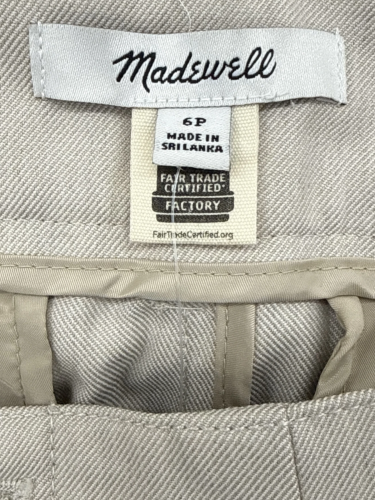 Madewell
6P
MADE IN
SRI LANKA
FAIR TRADE
CERTIFIED
FACTORY
FairTradeCertified.org